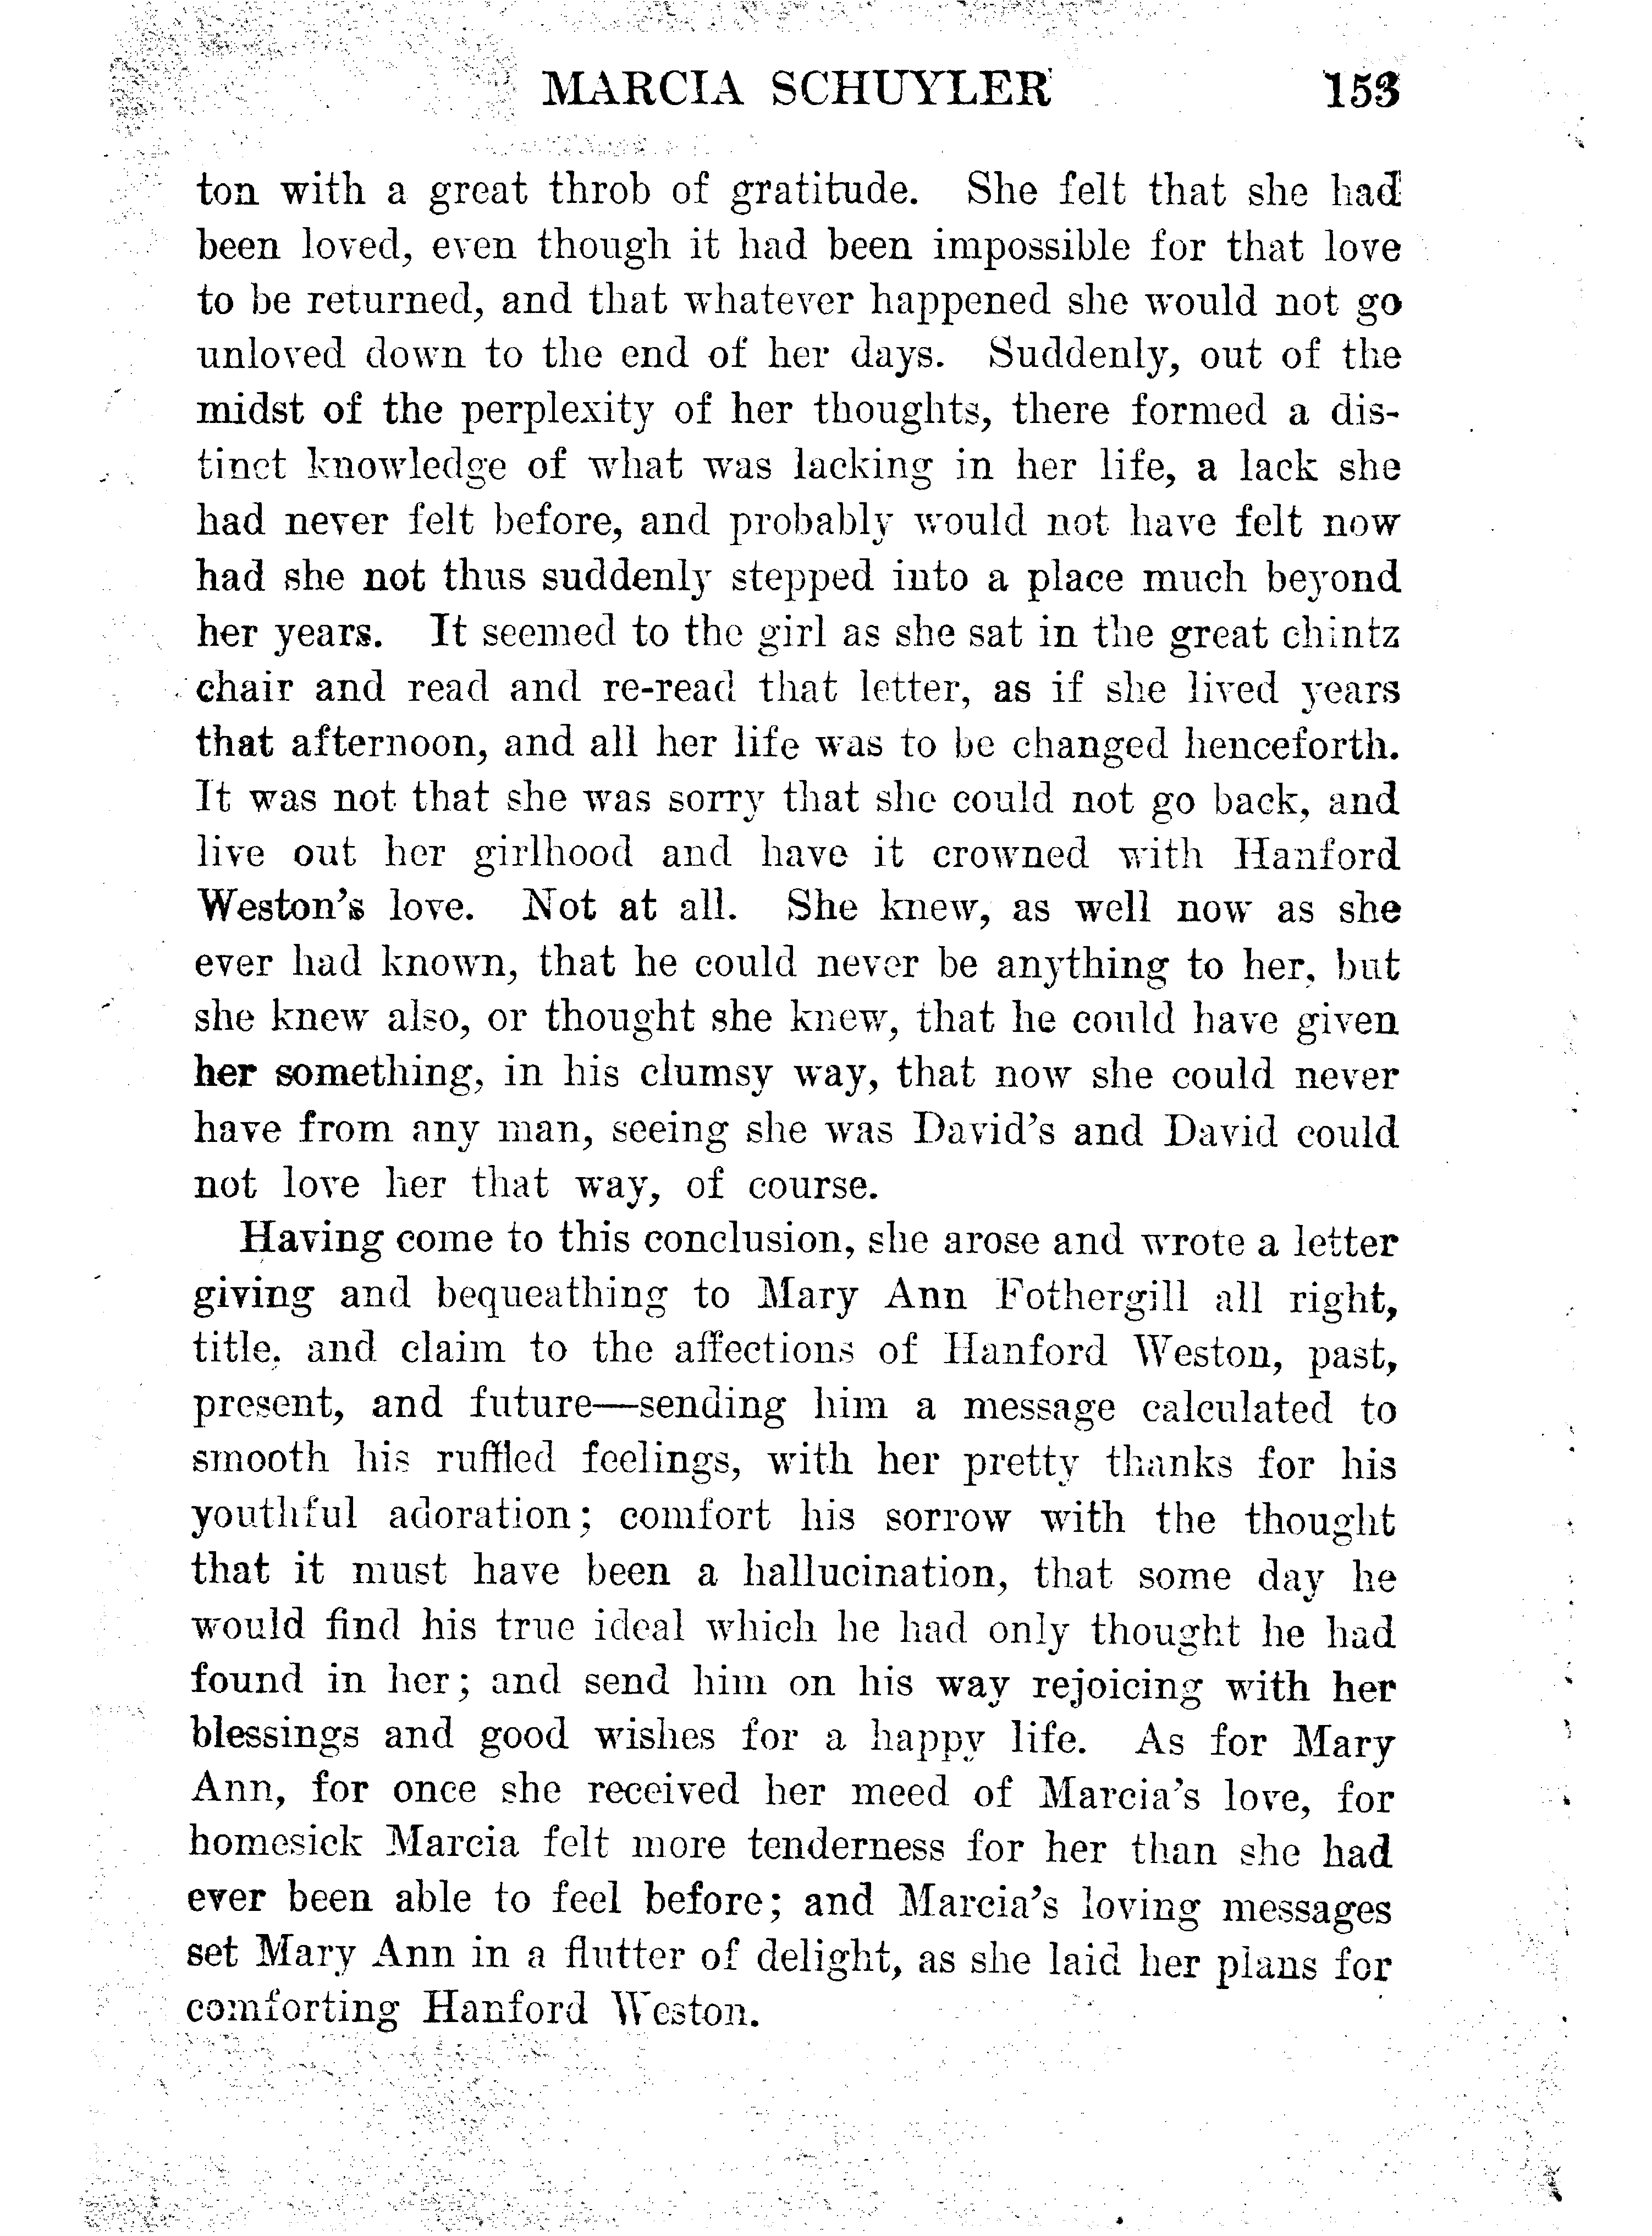 MARCIA SCHUYLER 153
ton with a great throb of gratitude. She felt that she had
been loved, even though it had been impossible for that love
to be returned, and that whatever happened she would not go
unloved down to the end of her days. Suddenly, out of the
midst of the perplexity of her thoughts, there formed a dis-
tinct knowledge of what was lacking in her life, a lack she
had never felt before, and probably would not have felt now
had she not thus suddenly stepped into a place much beyond
her years. It seemed to the girl as she sat in the great chintz
chair and read and re-read that letter, as if she lived years
that afternoon, and all her life was to be changed henceforth.
It was not that she was sorry that she could not go back, and
live out her girlhood and have it crowned with Hanford
Weston's love. Not at all. She knew, as well now as she
ever had known, that he could never be anything to her, but
she knew also, or thought she knew, that he could have given
her something, in his clumsy way, that now she could never
have from any man, seeing she was David's and David could
not love her that way, of course.
Having come to this conclusion, she arose and wrote a letter
giving and bequeathing to Mary Ann Fothergill all right,
title, and claim to the affections of Hanford Weston, past,
present, and future—sending him a message calculated to
smooth his ruffled feelings, with her pretty thanks for his
youthful adoration; comfort his sorrow with the thought
that it must have been a hallucination, that some day he
would find his true ideal which he had only thought he had
found in her; and send him on his way rejoicing with her
blessings and good wishes for a happy life. As for Mary
Ann, for once she received her meed of Marcia's love, for
homesick Marcia felt more tenderness for her than she had
ever been able to feel before; and Marcia's loving messages
set Mary Ann in a flutter of delight, as she laid her plans for
comforting Hanford Weston.